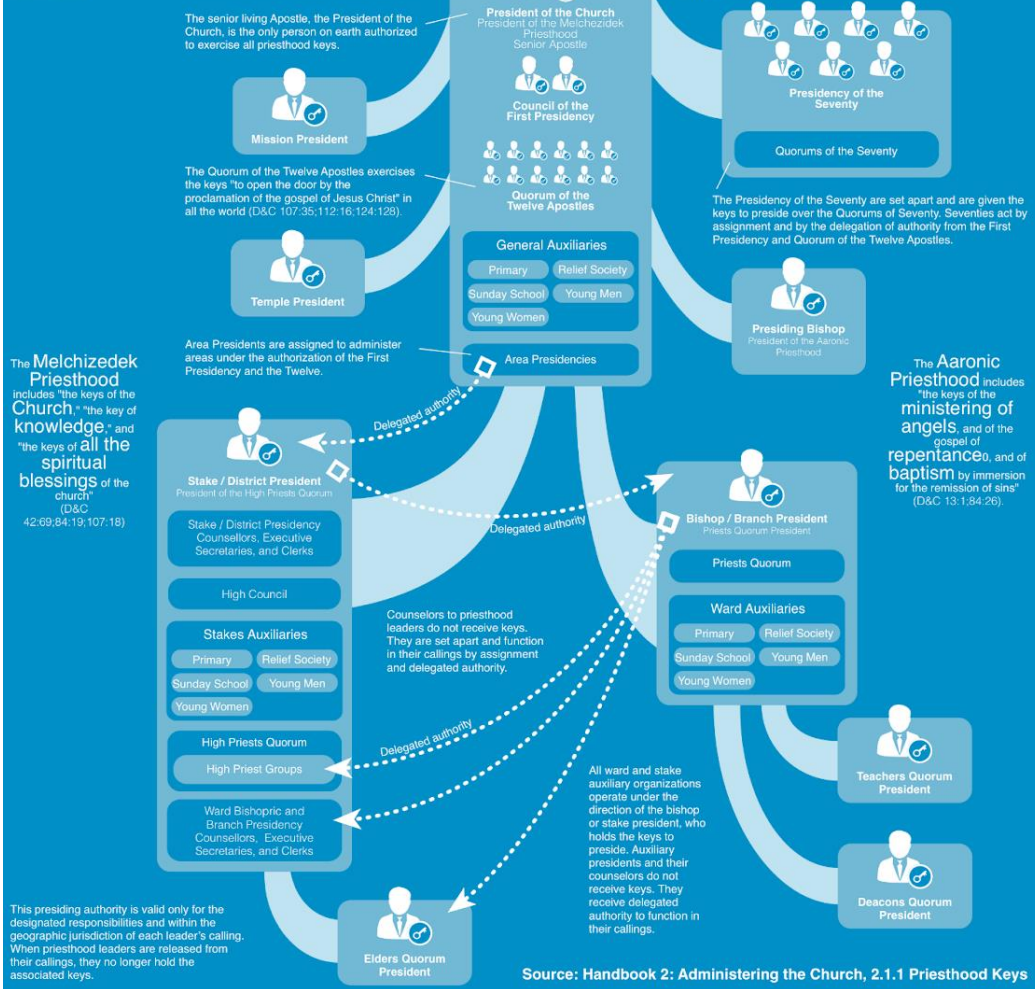 The senior living Apostle, the President of the
Church, is the only person on earth authorized
to exercise all priesthood keys.
President of the Church
President of the Melchezidek
Priesthood
Senior Apostle
Council of the
First Presidency
Presidency of the
Seventy
Quorums of the Seventy
Mission President
The Quorum of the Twelve Apostles exercises
the keys "to open the door by the
proclamation of the gospel of Jesus Christ" in
all the world (D&C 107:35;112:16;124:128).
Quorum of the
Twelve Apostles
The Presidency of the Seventy are set apart and are given the
keys to preside over the Quorums of Seventy. Seventies act by
assignment and by the delegation of authority from the First
Presidency and Quorum of the Twelve Apostles.
Temple President
General Auxiliaries
Primary
Relief Society
Sunday School
Young Men
Young Women
Presiding Bishop
President of the Aaronic
Priesthood
Area Presidents are assigned to administer
areas under the authorization of the First
Presidency and the Twelve.
Area Presidencies
The Melchizedek
Priesthood
includes "the keys of the
Church," "the key of
knowledge," and
"the keys of all the
spiritual
blessings of the
church"
(D&C
42:69;84:19;107:18)
The Aaronic
Priesthood includes
"the keys of the
ministering of
angels, and of the
gospel of
repentance0, and of
baptism by immersion
for the remission of sins"
(D&C 13:1;84:26).
Delegated authority
Stake / District President
President of the High Priests Quorum
Stake / District Presidency
Counsellors, Executive
Secretaries, and Clerks
High Council
Stakes Auxiliaries
Primary
Relief Society
Sunday School
Young Men
Young Women
High Priests Quorum
High Priest Groups
Ward Bishopric and
Branch Presidency
Counsellors, Executive
Secretaries, and Clerks
Delegated authority
Bishop / Branch President
Priests Quorum President
Priests Quorum
Ward Auxiliaries
Primary
Relief Society
Sunday School
Young Men
Young Women
Counselors to priesthood
leaders do not receive keys.
They are set apart and function
in their callings by assignment
and delegated authority.
Delegated authority
All ward and stake
auxiliary organizations
operate under the
direction of the bishop
or stake president, who
holds the keys to
preside. Auxiliary
presidents and their
counselors do not
receive keys. They
receive delegated
authority to function in
their callings.
Teachers Quorum
President
Deacons Quorum
President
Elders Quorum
President
This presiding authority is valid only for the
designated responsibilities and within the
geographic jurisdiction of each leader's calling.
When priesthood leaders are released from
their callings, they no longer hold the
associated keys.
Source: Handbook 2: Administering the Church, 2.1.1 Priesthood Keys